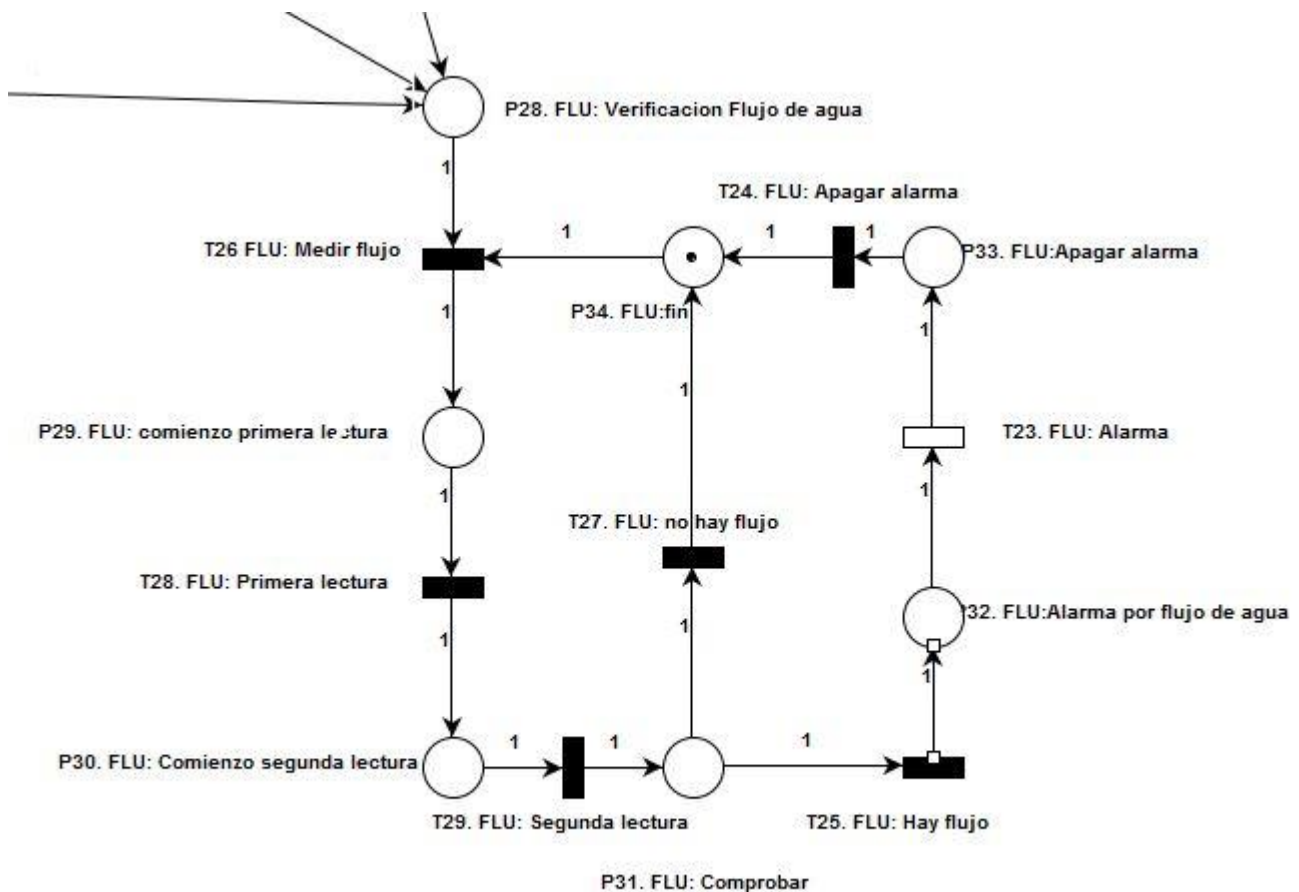 P28. FLU: Verificacion Flujo de agua
1
T24. FLU: Apagar alarma
T26 FLU: Medir flujo
1
1
1
P33. FLU:Apagar alarma
1
P34. FLU:fin
1
1
P29. FLU: comienzo primera lectura
T23. FLU: Alarma
1
1
T27. FLU: no hay flujo
T28. FLU: Primera lectura
P32. FLU:Alarma por flujo de agua
1
1
1
P30. FLU: Comienzo segunda lectura
1
1
1
T29. FLU: Segunda lectura
T25. FLU: Hay flujo
P31. FLU: Comprobar